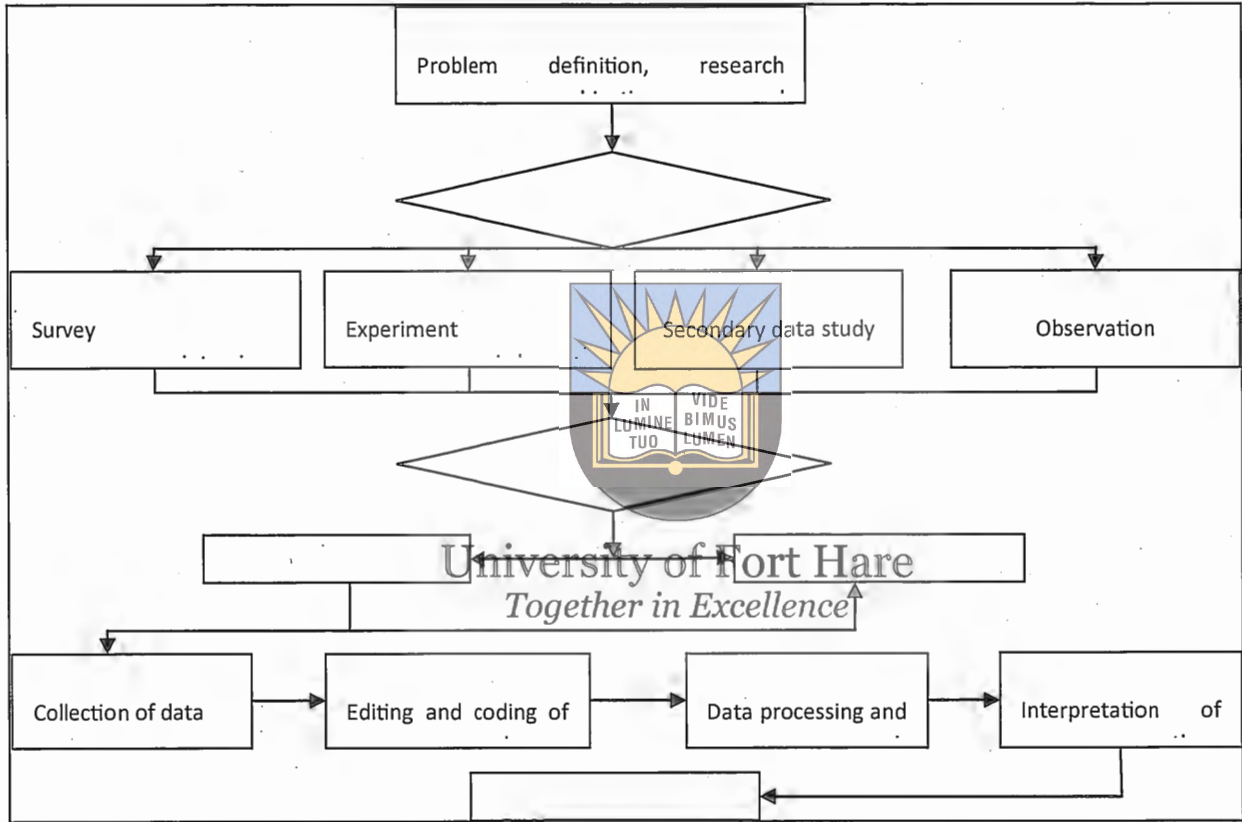 Problem definition, research
Survey
Experiment
Secondary data study
Observation
IN
LUMINE
TUO
VIDE
BIMUS
LUMEN
University of Fort Hare
Together in Excellence
Collection of data
Editing and coding of
Data processing and
Interpretation of